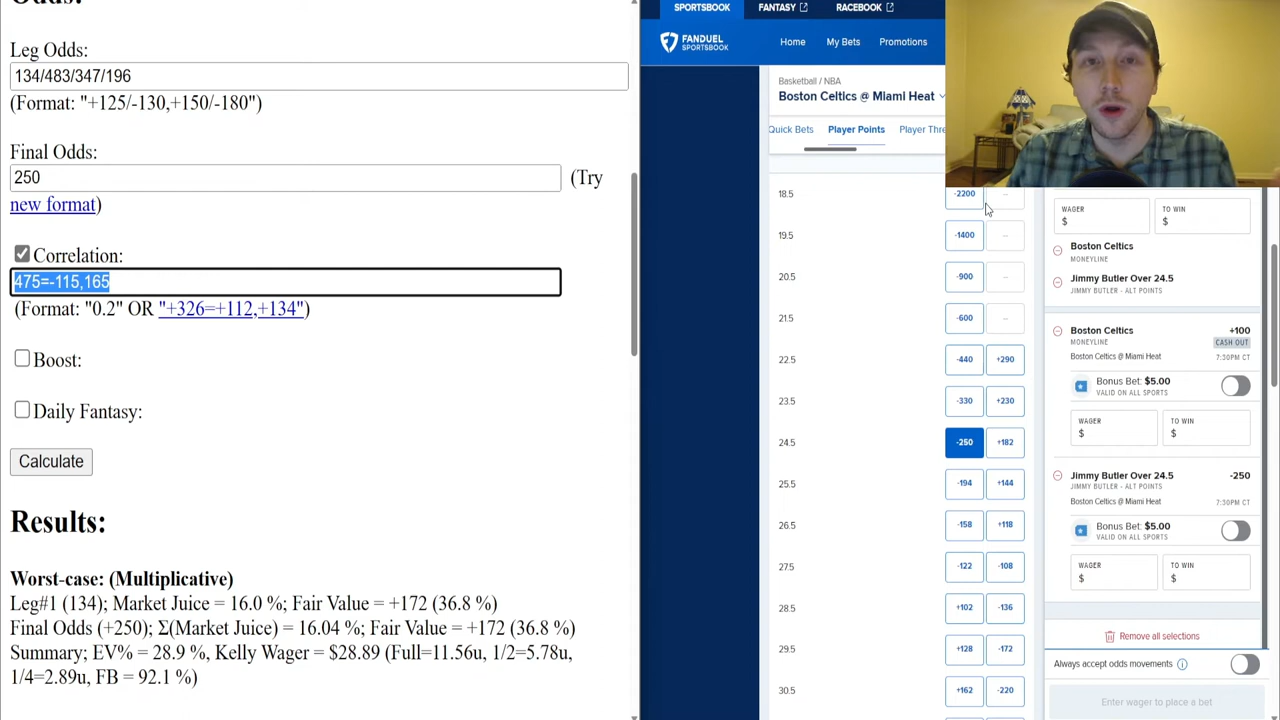 Odds:
Leg Odds:
134/483/347/196
(Format: "+125/-130,+150/-180")
Final Odds:
250
(Try new format)
Correlation:
475=-115,165
(Format: "0.2" OR "+326=+112,+134")
Boost:
Daily Fantasy:
Calculate
Results:
Worst-case: (Multiplicative)
Leg#1 (134); Market Juice = 16.0 %; Fair Value = +172 (36.8 %)
Final Odds (+250); Σ(Market Juice) = 16.04 %; Fair Value = +172 (36.8 %)
Summary; EV% = 28.9 %, Kelly Wager = $28.89 (Full=11.56u, 1/2=5.78u,
1/4=2.89u, FB = 92.1 %)
SPORTSBOOK FANTASY RACEBOOK
FANDUEL
SPORTSBOOK
Home My Bets Promotions
Basketball / NBA
Boston Celtics @ Miami Heat
Quick Bets Player Points Player Thre
18.5 -2200 ...
19.5 -1400 ...
20.5 -900 ...
21.5 -600 ...
22.5 -440 +290
23.5 -330 +230
24.5 -250 +182
25.5 -194 +144
26.5 -158 +118
27.5 -122 -108
28.5 +102 -136
29.5 +128 -172
30.5 +162 -220
WAGER TO WIN
$ $
Boston Celtics
MONEYLINE
Jimmy Butler Over 24.5
JIMMY BUTLER - ALT POINTS
Boston Celtics +100
MONEYLINE CASH OUT
Boston Celtics @ Miami Heat 7:30PM CT
Bonus Bet: $5.00
VALID ON ALL SPORTS
WAGER TO WIN
$ $
Jimmy Butler Over 24.5 -250
JIMMY BUTLER - ALT POINTS
Boston Celtics @ Miami Heat 7:30PM CT
Bonus Bet: $5.00
VALID ON ALL SPORTS
WAGER TO WIN
$ $
Remove all selections
Always accept odds movements
Enter wager to place a bet